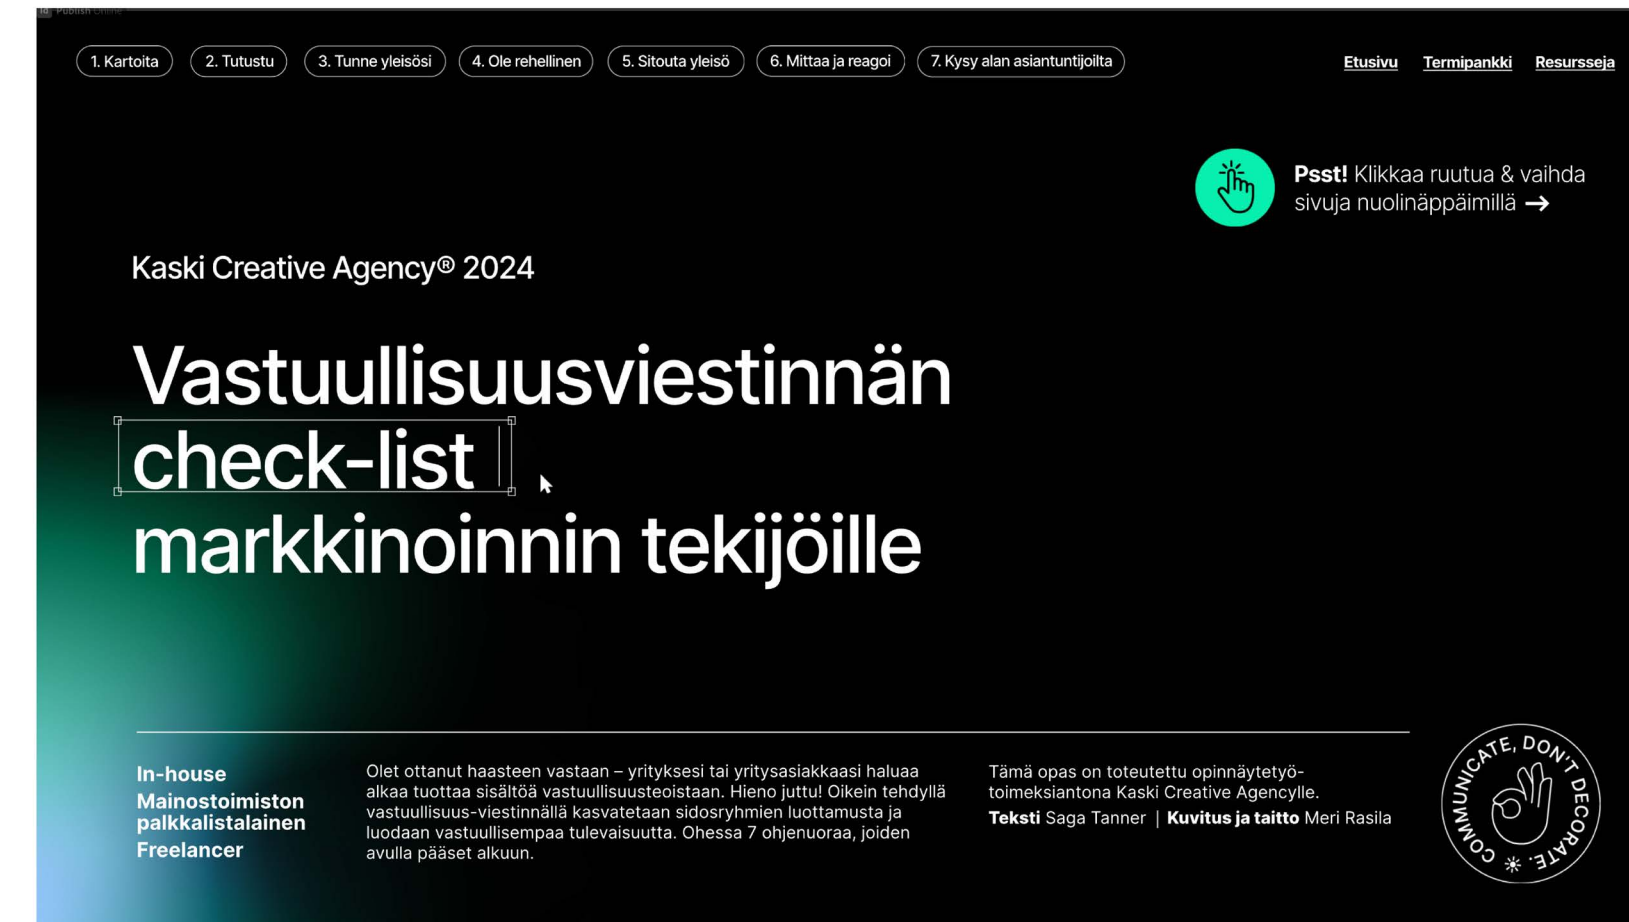 Publish Online
1. Kartoita
2. Tutustu
3. Tunne yleisösi
4. Ole rehellinen
5. Sitouta yleisö
6. Mittaa ja reagoi
7. Kysy alan asiantuntijoilta
Etusivu
Termipankki
Resursseja
Psst! Klikkaa ruutua & vaihda
sivuja nuolinäppäimillä →
Kaski Creative Agency® 2024
Vastuullisuusviestinnän
check-list
markkinoinnin tekijöille
In-house
Mainostoimiston
palkkalistalainen
Freelancer
Olet ottanut haasteen vastaan – yrityksesi tai yritysasiakkaasi haluaa
alkaa tuottaa sisältöä vastuullisuusteoistaan. Hieno juttu! Oikein tehdyllä
vastuullisuus-viestinnällä kasvatetaan sidosryhmien luottamusta ja
luodaan vastuullisempaa tulevaisuutta. Ohessa 7 ohjenuoraa, joiden
avulla pääset alkuun.
Tämä opas on toteutettu opinnäytetyö-
toimeksiantona Kaski Creative Agencylle.
Teksti Saga Tanner | Kuvitus ja taitto Meri Rasila
COMMUNICATE, DON'T DECORATE.